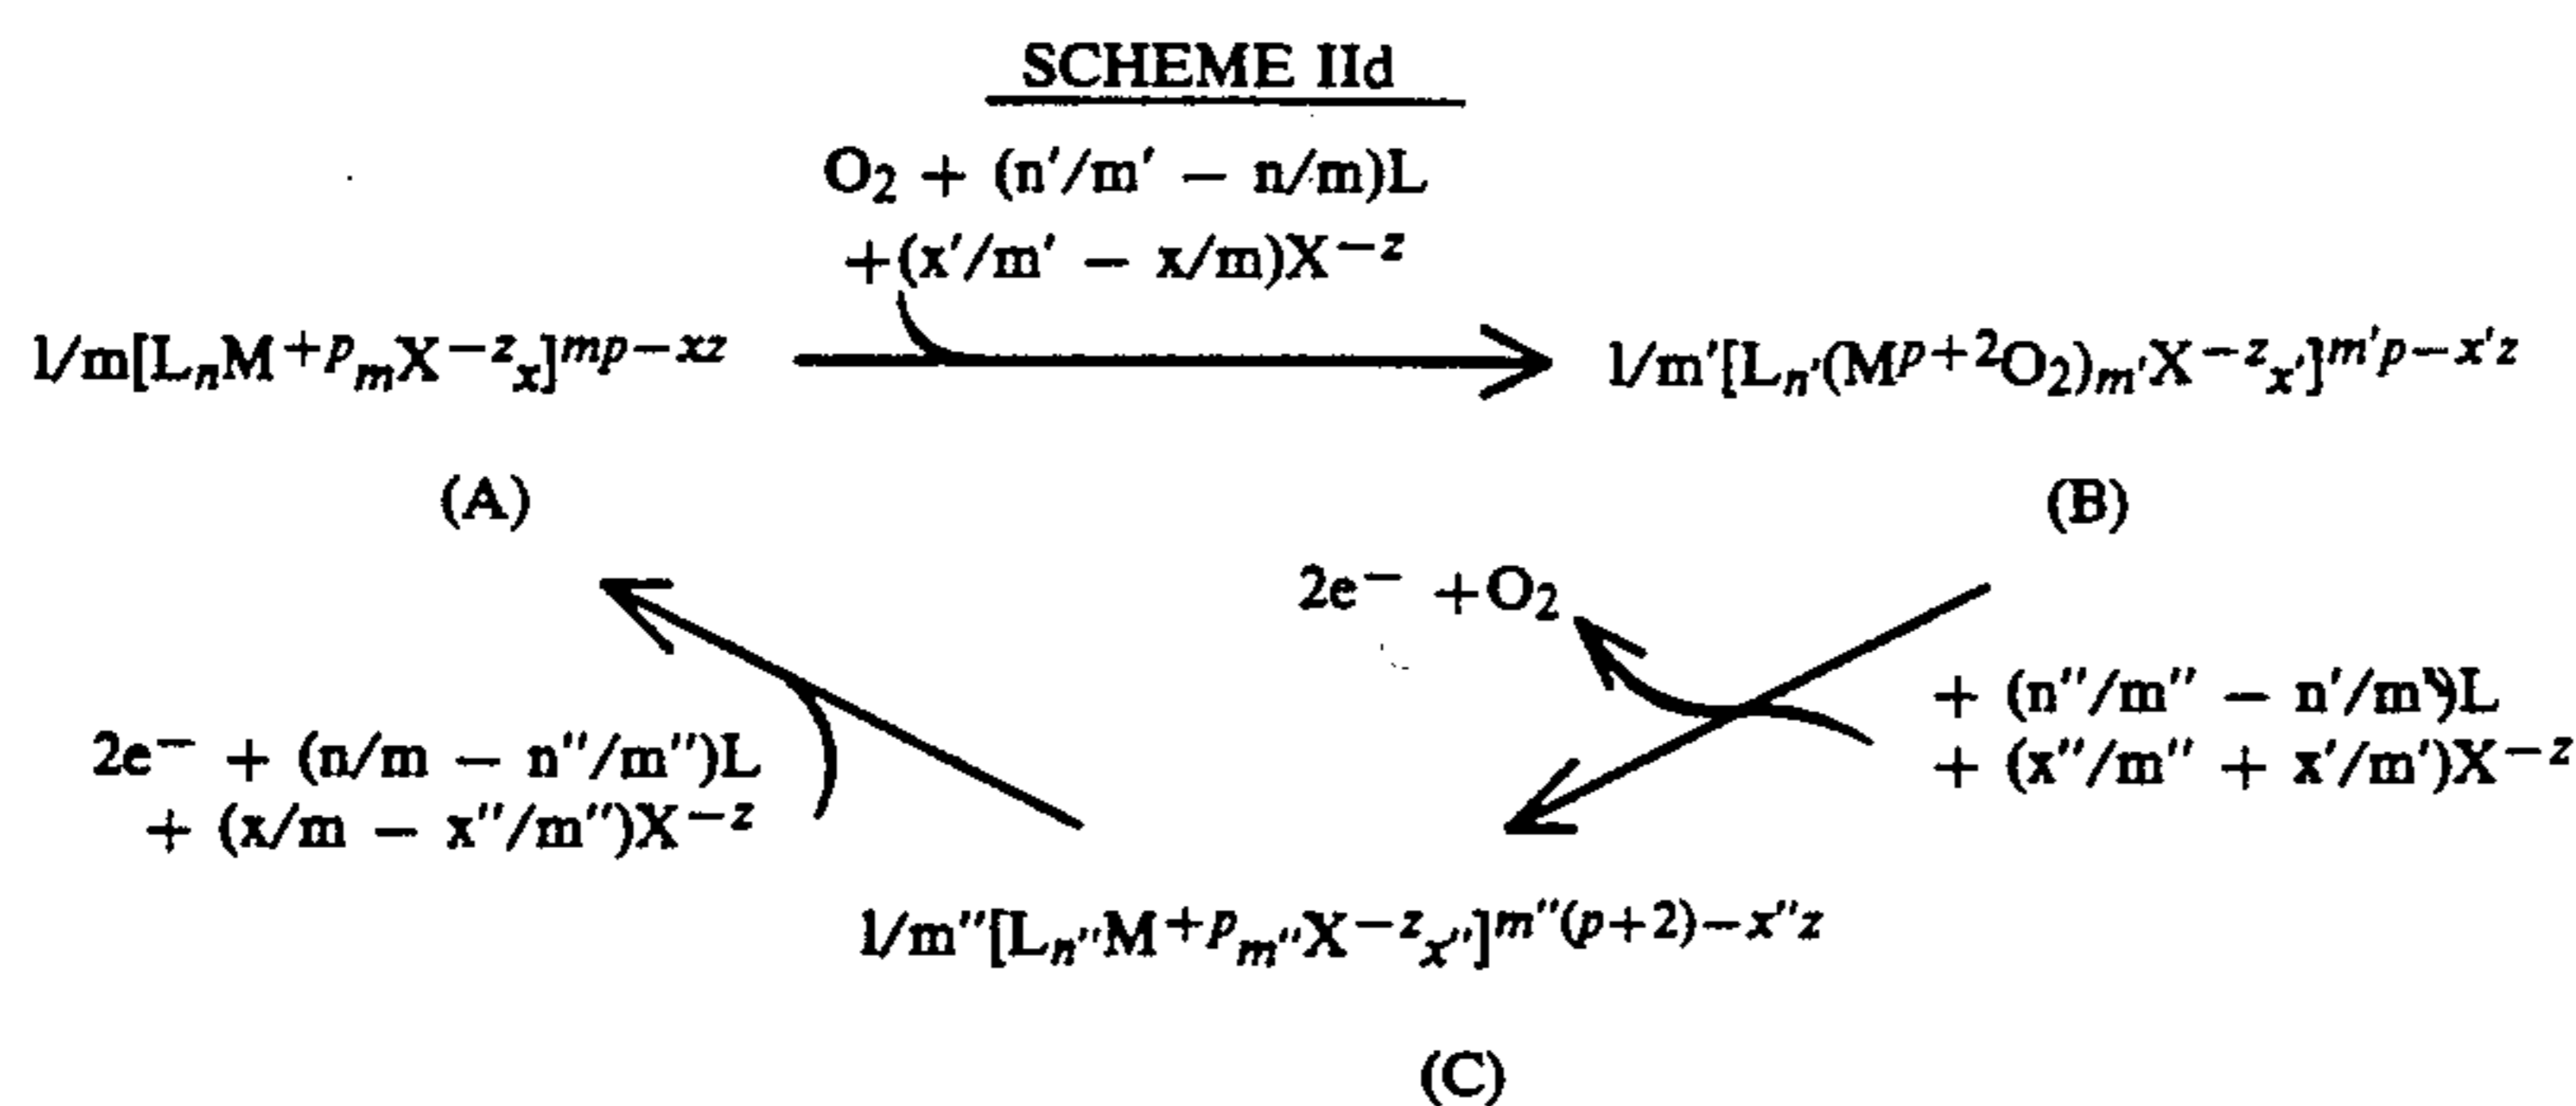 SCHEME IId
O₂ + (n′/m′ − n/m)L
+(x′/m′ − x/m)X⁻ᶻ
1/m[LₙM⁺ᵖₘX⁻ᶻₓ]ᵐᵖ⁻ˣᶻ 1/m′[Lₙ′(Mᵖ⁺²O₂)ₘ′X⁻ᶻₓ′]ᵐ′ᵖ⁻ˣ′ᶻ
(A) (B)
2e⁻ +O₂
+ (n″/m″ − n′/m′)L
+ (x″/m″ + x′/m′)X⁻ᶻ
2e⁻ + (n/m − n″/m″)L
+ (x/m − x″/m″)X⁻ᶻ
1/m″[Lₙ″M⁺ᵖₘ″X⁻ᶻₓ″]ᵐ″⁽ᵖ⁺²⁾⁻ˣ″ᶻ
(C)